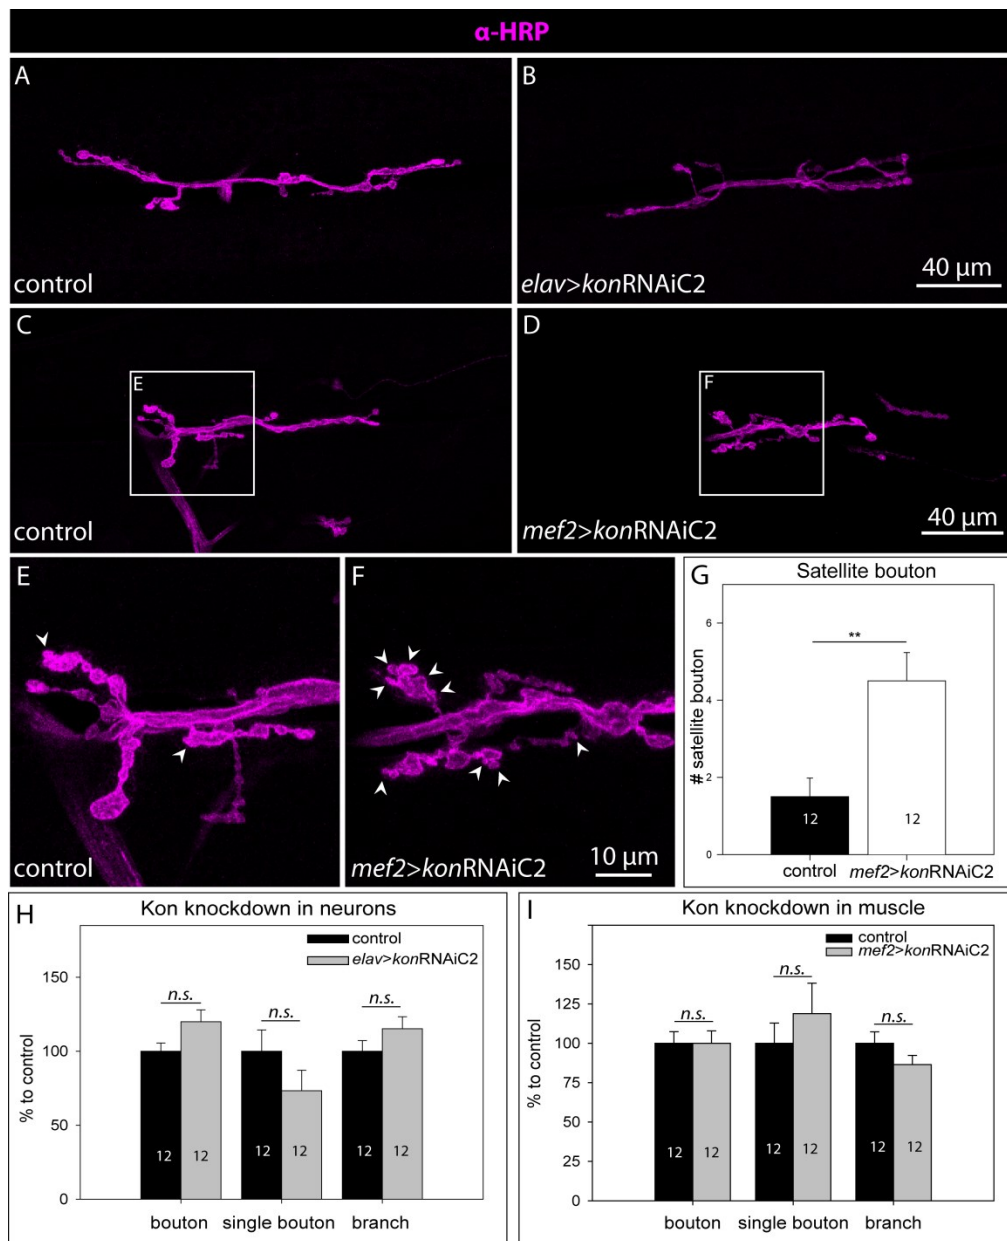 α-HRP
A
control
B
elav>konRNAiC2
40 µm
C
E
control
D
F
mef2>konRNAiC2
40 µm
E
control
F
mef2>konRNAiC2
10 µm
G
Satellite bouton
# satellite bouton
6
4
2
0
**
12
12
control
mef2>konRNAiC2
H
Kon knockdown in neurons
control
elav>konRNAiC2
% to control
150
100
50
0
n.s.
n.s.
n.s.
12
12
12
12
12
12
bouton
single bouton
branch
I
Kon knockdown in muscle
control
mef2>konRNAiC2
% to control
150
125
100
75
50
25
0
n.s.
n.s.
n.s.
12
12
12
12
12
12
bouton
single bouton
branch